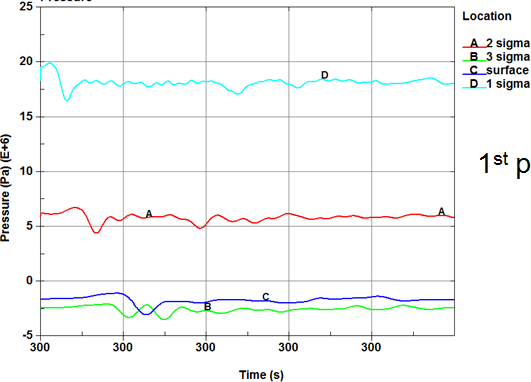 Pressure
Location
A 2 sigma
B 3 sigma
C surface
D 1 sigma
Pressure (Pa) (E+6)
25
20
15
10
5
0
-5
D
A
A
C
B
300
300
300
300
300
Time (s)
1st p